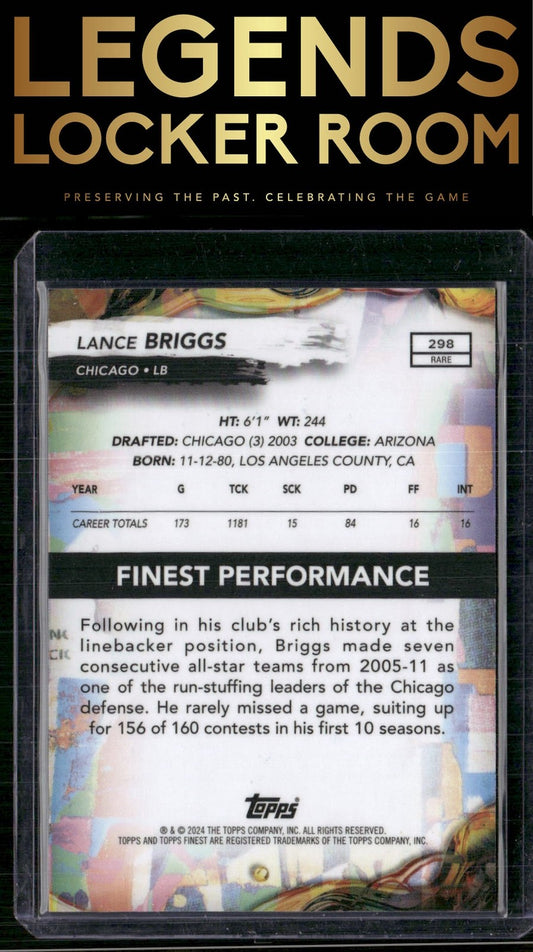 LEGENDS
LOCKER ROOM
PRESERVING THE PAST. CELEBRATING THE GAME
LANCE BRIGGS
CHICAGO • LB
298
RARE
HT: 6'1" WT: 244
DRAFTED: CHICAGO (3) 2003 COLLEGE: ARIZONA
BORN: 11-12-80, LOS ANGELES COUNTY, CA
YEAR G TCK SCK PD FF INT
CAREER TOTALS 173 1181 15 84 16 16
FINEST PERFORMANCE
Following in his club's rich history at the
linebacker position, Briggs made seven
consecutive all-star teams from 2005-11 as
one of the run-stuffing leaders of the Chicago
defense. He rarely missed a game, suiting up
for 156 of 160 contests in his first 10 seasons.
Topps
® & © 2024 THE TOPPS COMPANY, INC. ALL RIGHTS RESERVED.
TOPPS AND TOPPS FINEST ARE REGISTERED TRADEMARKS OF THE TOPPS COMPANY, INC.